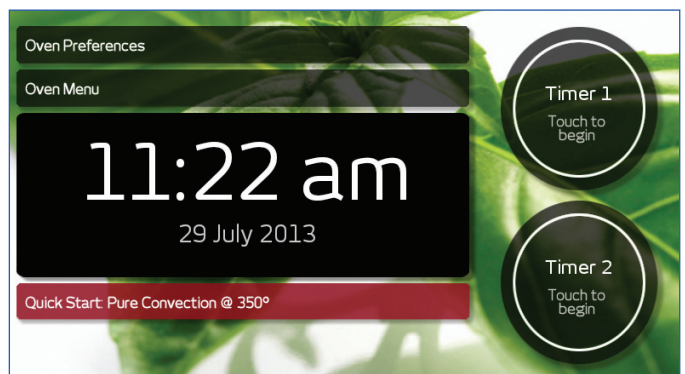 Oven Preferences
Oven Menu
11:22 am
29 July 2013
Quick Start: Pure Convection @ 350°
Timer 1
Touch to
begin
Timer 2
Touch to
begin